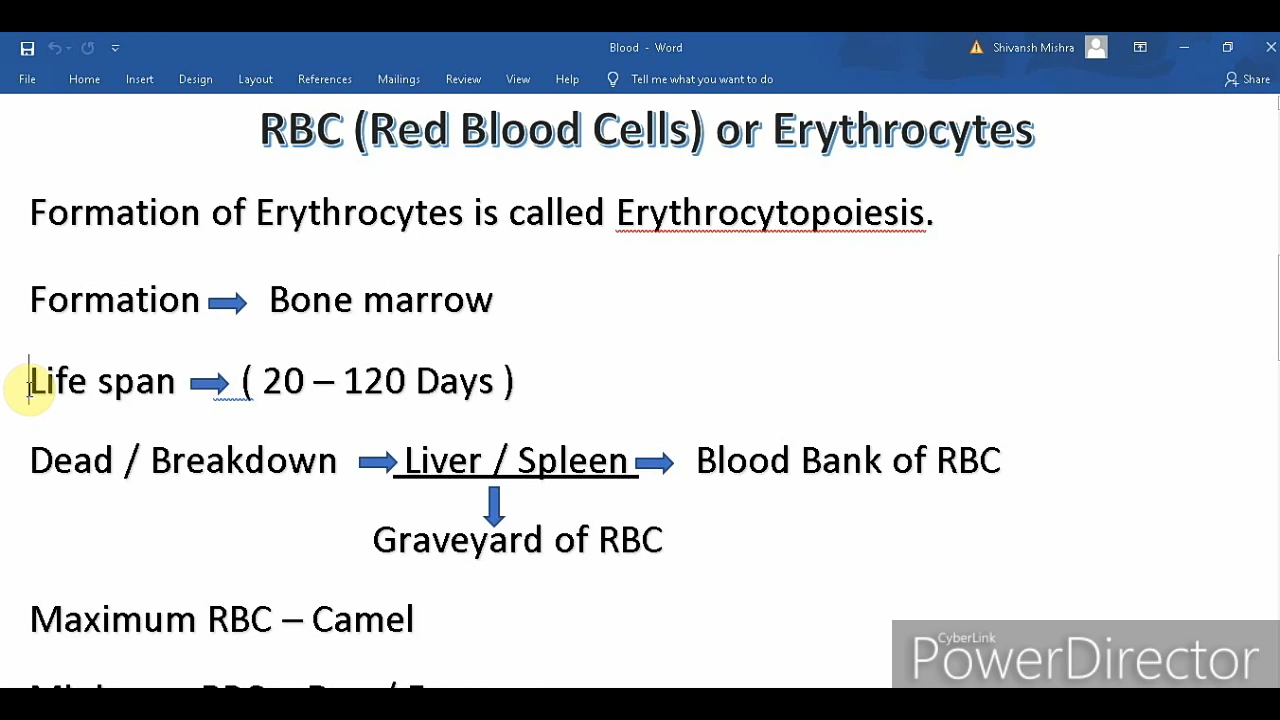 Blood - Word
Shivansh Mishra
File Home Insert Design Layout References Mailings Review View Help Tell me what you want to do Share
RBC (Red Blood Cells) or Erythrocytes
Formation of Erythrocytes is called Erythrocytopoiesis.
Formation Bone marrow
Life span ( 20 – 120 Days )
Dead / Breakdown Liver / Spleen Blood Bank of RBC
Graveyard of RBC
Maximum RBC – Camel
CyberLink
PowerDirector